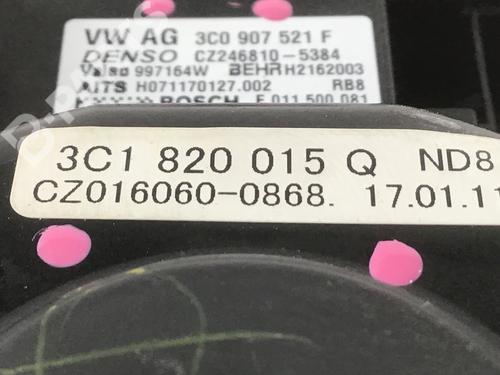 VW AG 3C0 907 521 F
DENSO CZ246810-5384
Valeo 997164W BEHR H2162003
AITS H071170127.002 RB8
BOSCH F 011 500 081
3C1 820 015 Q ND8
CZ016060-0868. 17.01.11